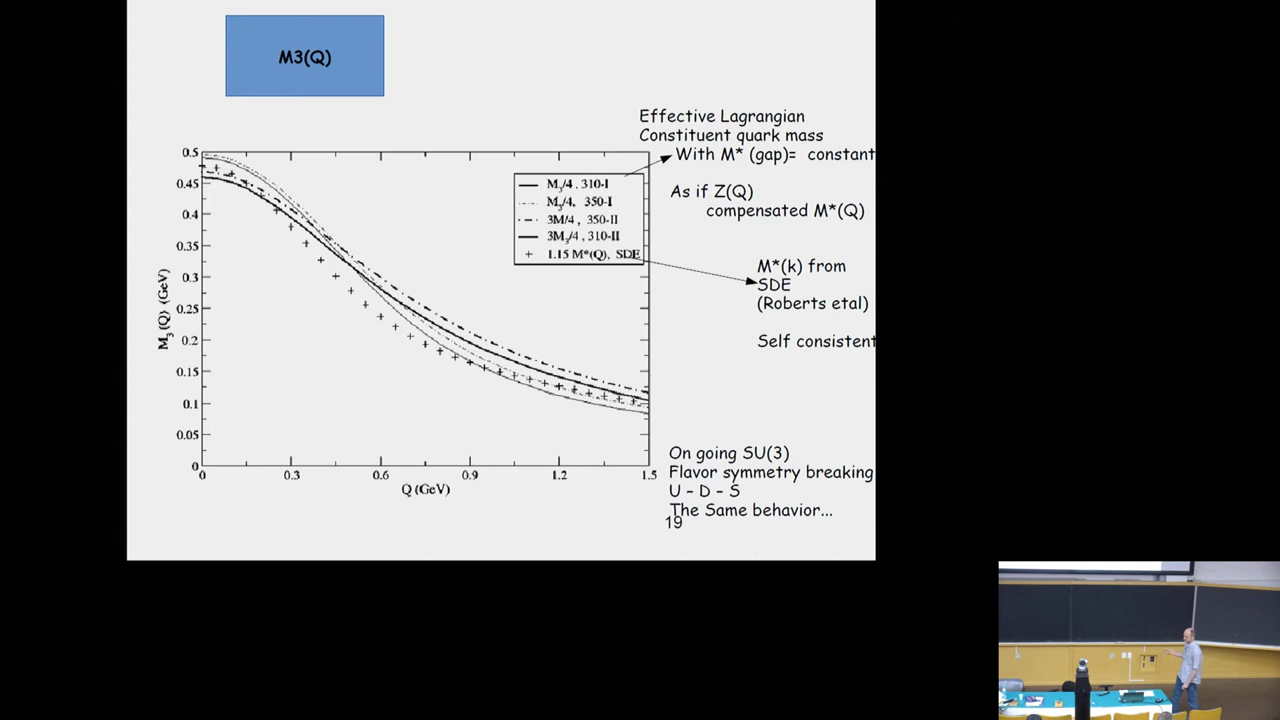 M3(Q)
Effective Lagrangian
Constituent quark mass
With M* (gap)= constant
As if Z(Q)
compensated M*(Q)
M*(k) from
SDE
(Roberts etal)
Self consistent
M₃/4 , 310-I
M₃/4, 350-I
3M/4 , 350-II
3M₃/4 , 310-II
1.15 M*(Q), SDE
M₃(Q) (GeV)
0.5
0.45
0.4
0.35
0.3
0.25
0.2
0.15
0.1
0.05
0
0 0.3 0.6 0.9 1.2 1.5
Q (GeV)
On going SU(3)
Flavor symmetry breaking
U – D – S
The Same behavior...
19